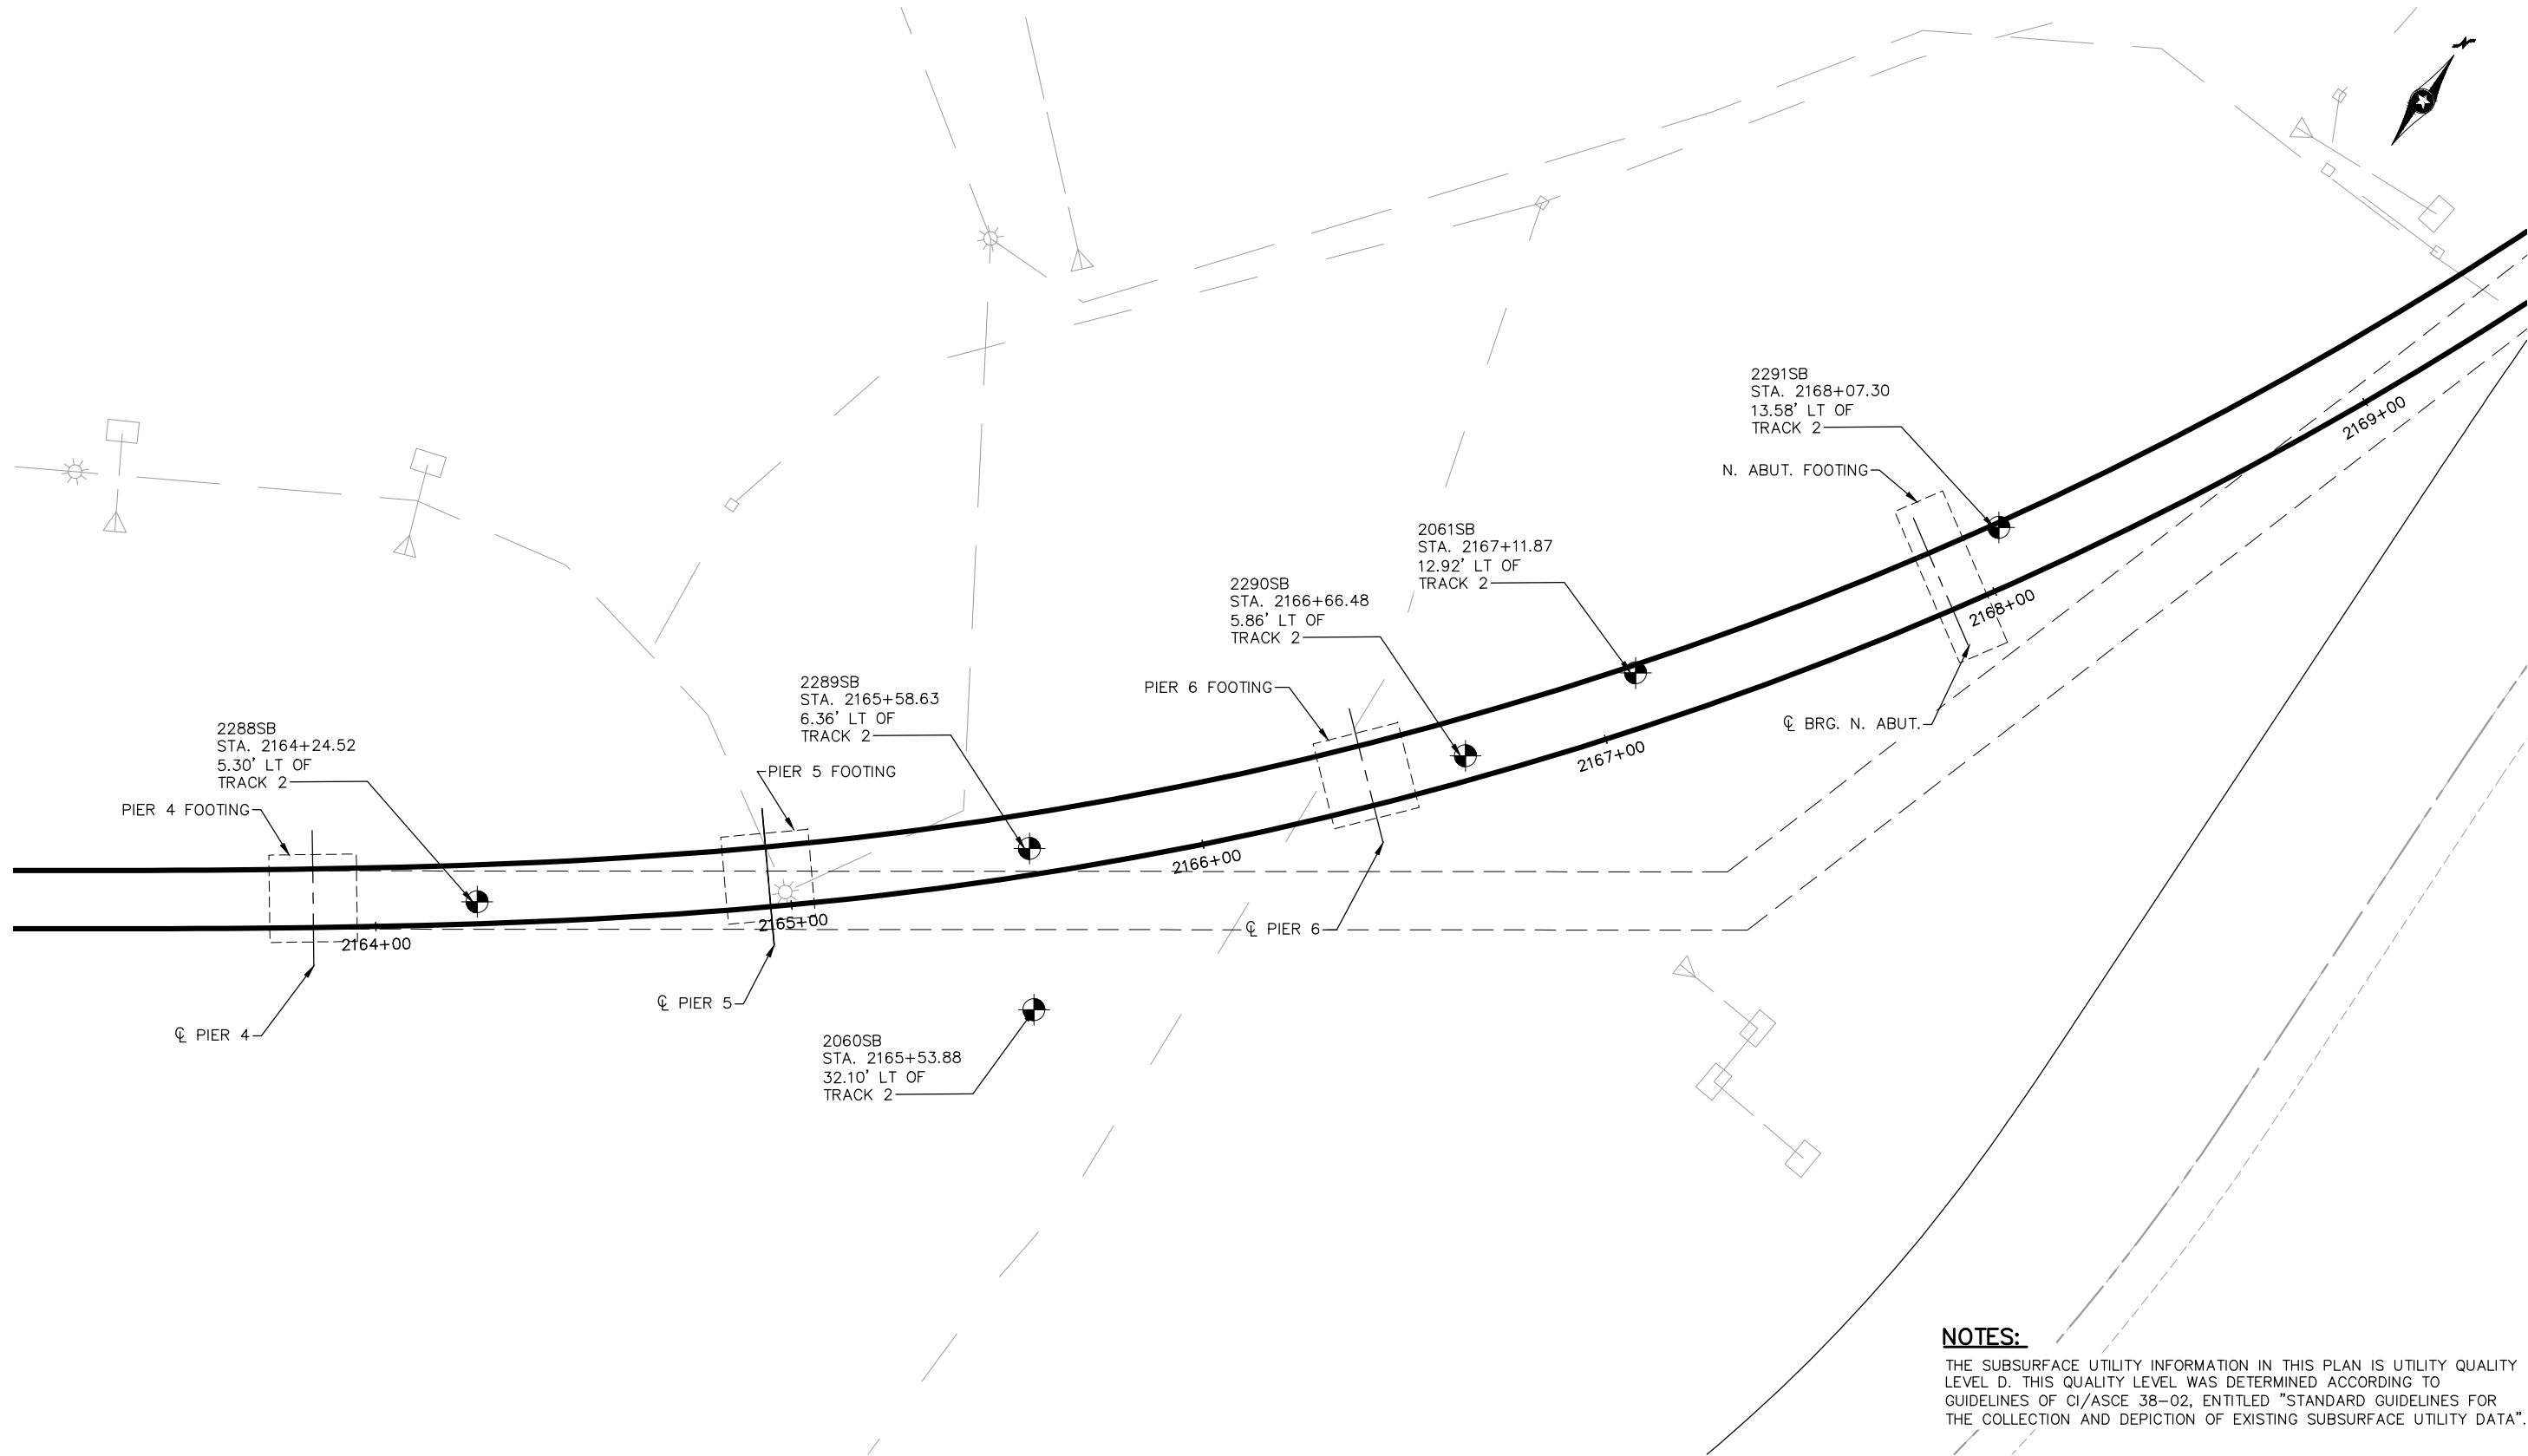 2291SB
STA. 2168+07.30
13.58' LT OF
TRACK 2
2169+00
N. ABUT. FOOTING
2061SB
STA. 2167+11.87
12.92' LT OF
TRACK 2
2290SB
STA. 2166+66.48
5.86' LT OF
TRACK 2
2168+00
2289SB
STA. 2165+58.63
6.36' LT OF
TRACK 2
PIER 6 FOOTING
℄ BRG. N. ABUT.
2288SB
STA. 2164+24.52
5.30' LT OF
TRACK 2
PIER 5 FOOTING
2167+00
PIER 4 FOOTING
2166+00
2165+00
℄ PIER 6
2164+00
℄ PIER 5
℄ PIER 4
2060SB
STA. 2165+53.88
32.10' LT OF
TRACK 2
NOTES:
THE SUBSURFACE UTILITY INFORMATION IN THIS PLAN IS UTILITY QUALITY
LEVEL D. THIS QUALITY LEVEL WAS DETERMINED ACCORDING TO
GUIDELINES OF CI/ASCE 38–02, ENTITLED "STANDARD GUIDELINES FOR
THE COLLECTION AND DEPICTION OF EXISTING SUBSURFACE UTILITY DATA".